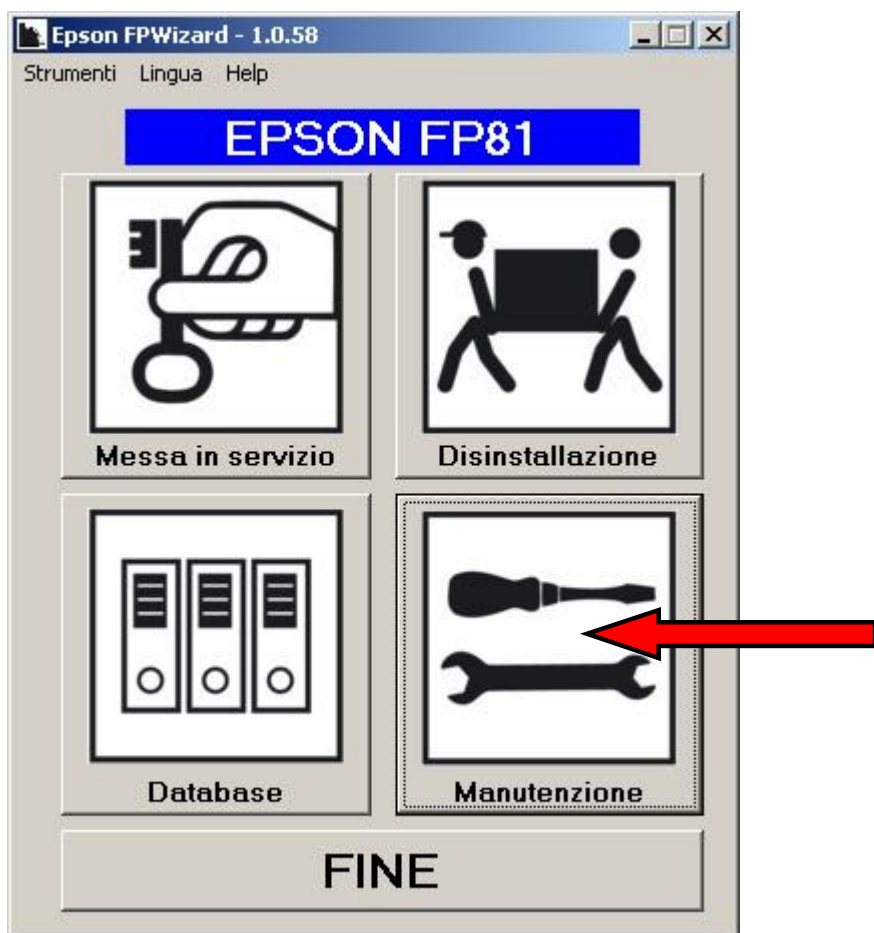 Epson FPWizard - 1.0.58
Strumenti Lingua Help
EPSON FP81
Messa in servizio
Disinstallazione
Database
Manutenzione
FINE